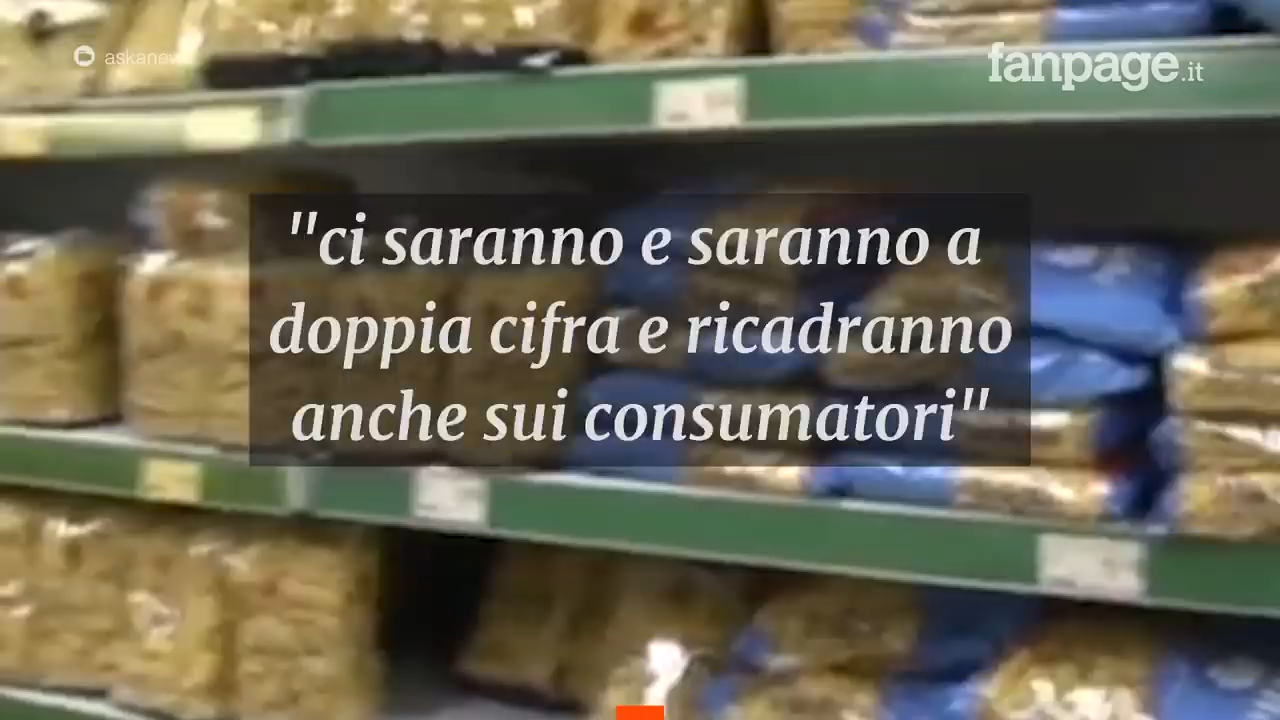 fanpage.it
"ci saranno e saranno a
doppia cifra e ricadranno
anche sui consumatori"